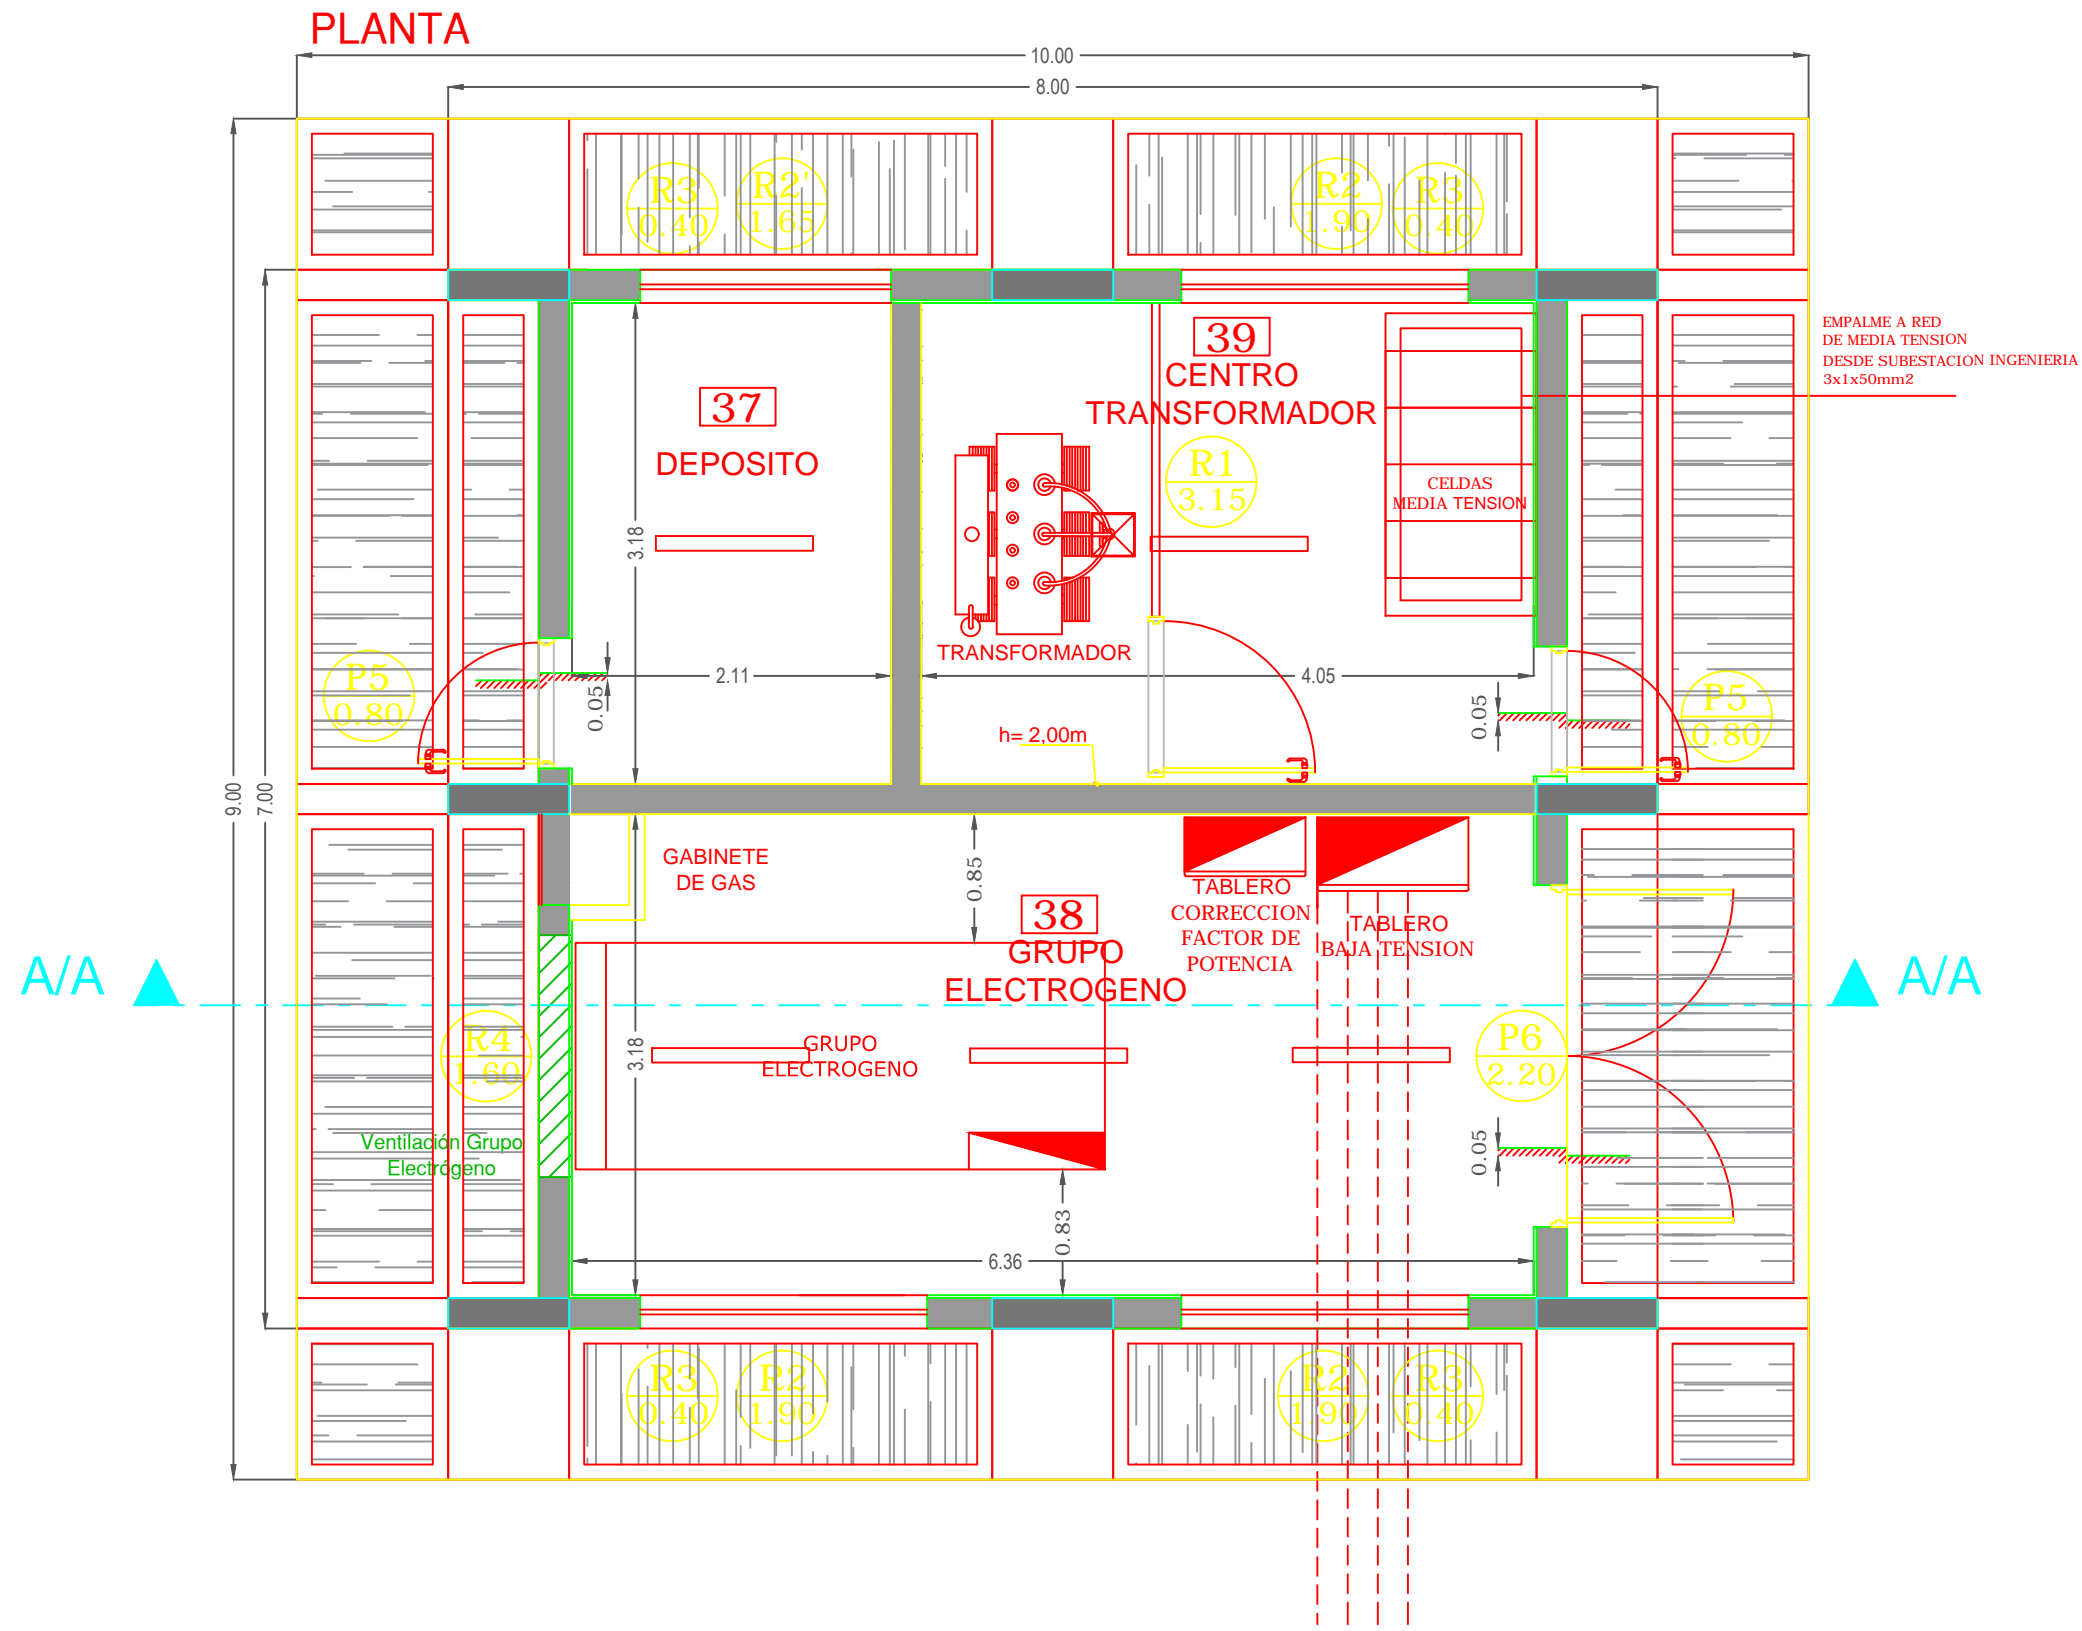 PLANTA
10.00
8.00
R3
0.40
R2'
1.65
R2
1.90
R3
0.40
EMPALME A RED
DE MEDIA TENSION
DESDE SUBESTACION INGENIERIA
3x1x50mm2
39
CENTRO
TRANSFORMADOR
37
DEPOSITO
R1
3.15
CELDAS
MEDIA TENSION
3.18
TRANSFORMADOR
2.11
4.05
P5
0.80
0.05
0.05
P5
0.80
h= 2,00m
9.00
7.00
GABINETE
DE GAS
0.85
38
GRUPO
ELECTROGENO
TABLERO
CORRECCION
FACTOR DE
POTENCIA
TABLERO
BAJA TENSION
A/A
A/A
R4
1.60
3.18
GRUPO
ELECTROGENO
P6
2.20
Ventilación Grupo
Electrógeno
0.05
0.83
6.36
R3
0.40
R2
1.90
R2
1.90
R3
0.40